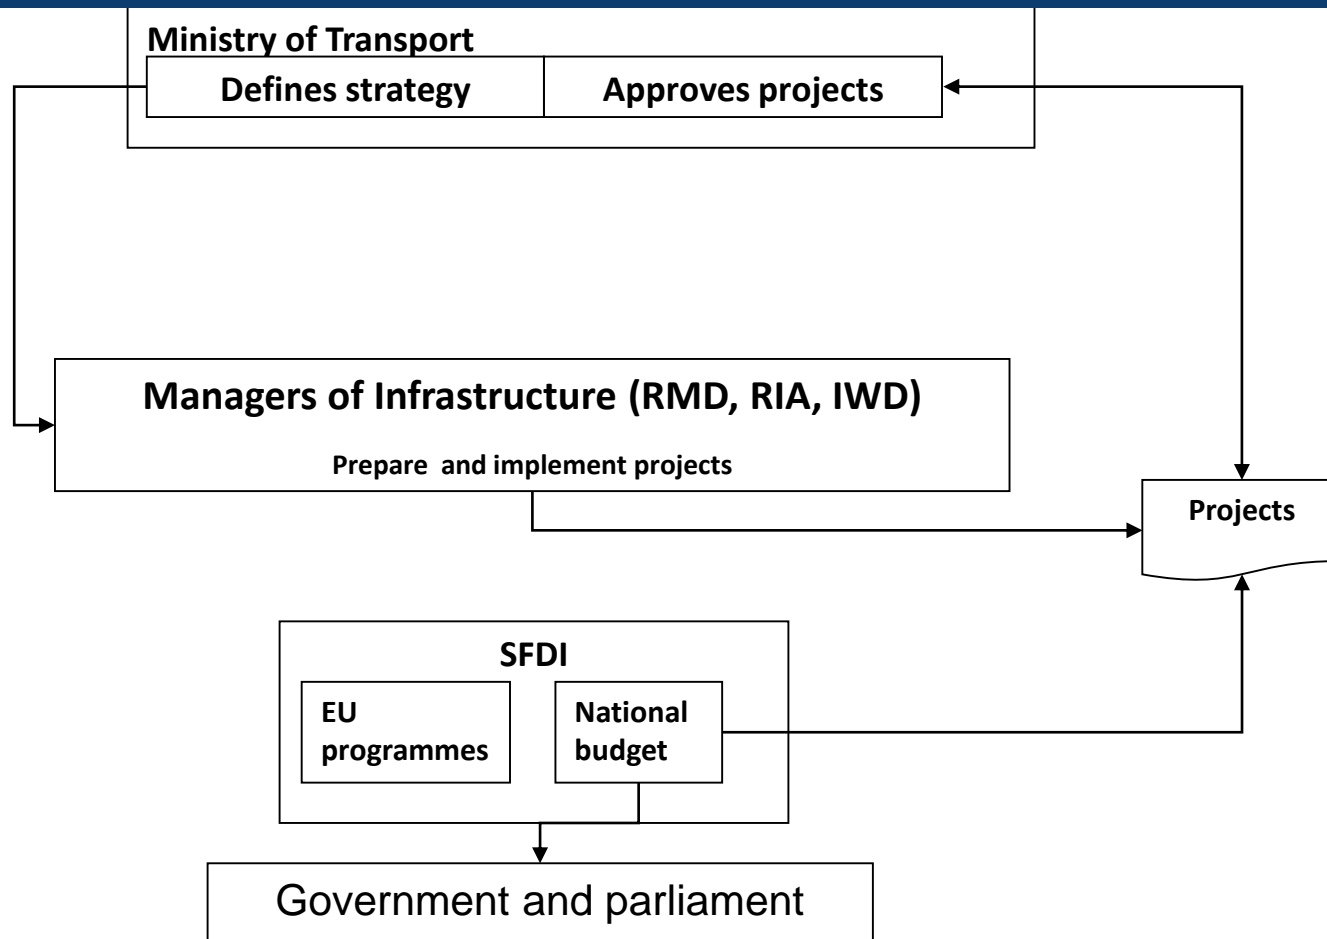 Ministry of Transport
Defines strategy
Approves projects
Managers of Infrastructure (RMD, RIA, IWD)
Prepare and implement projects
Projects
SFDI
EU
programmes
National
budget
Government and parliament